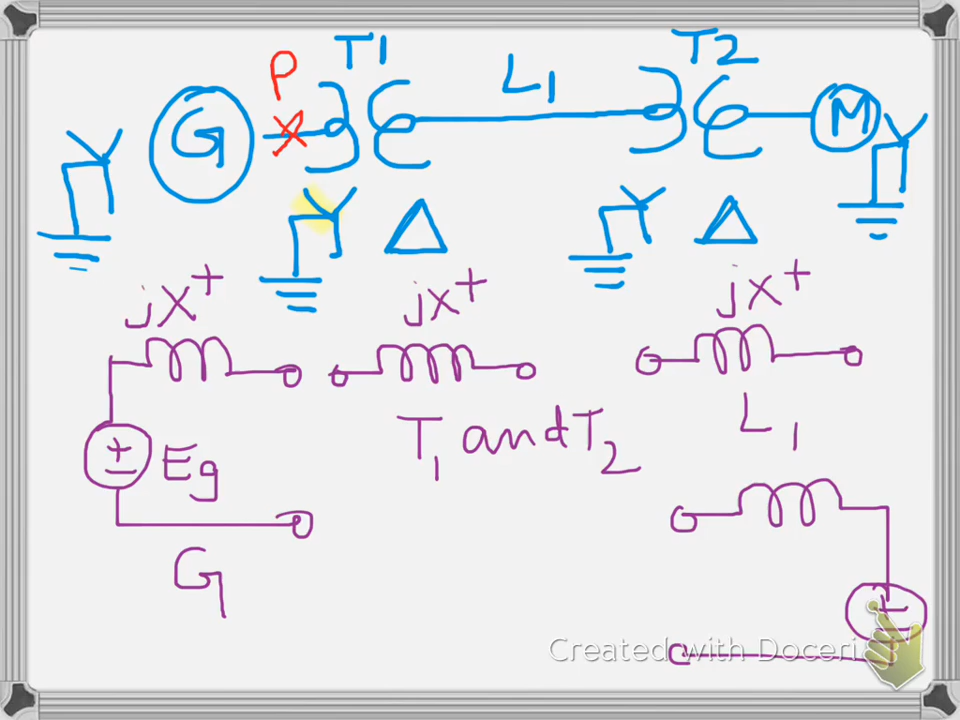 P T1 L1 T2
G M
Δ Δ
jX+ jX+ jX+
+
Eg T1 and T2 L1
G
+
Created with Doceri